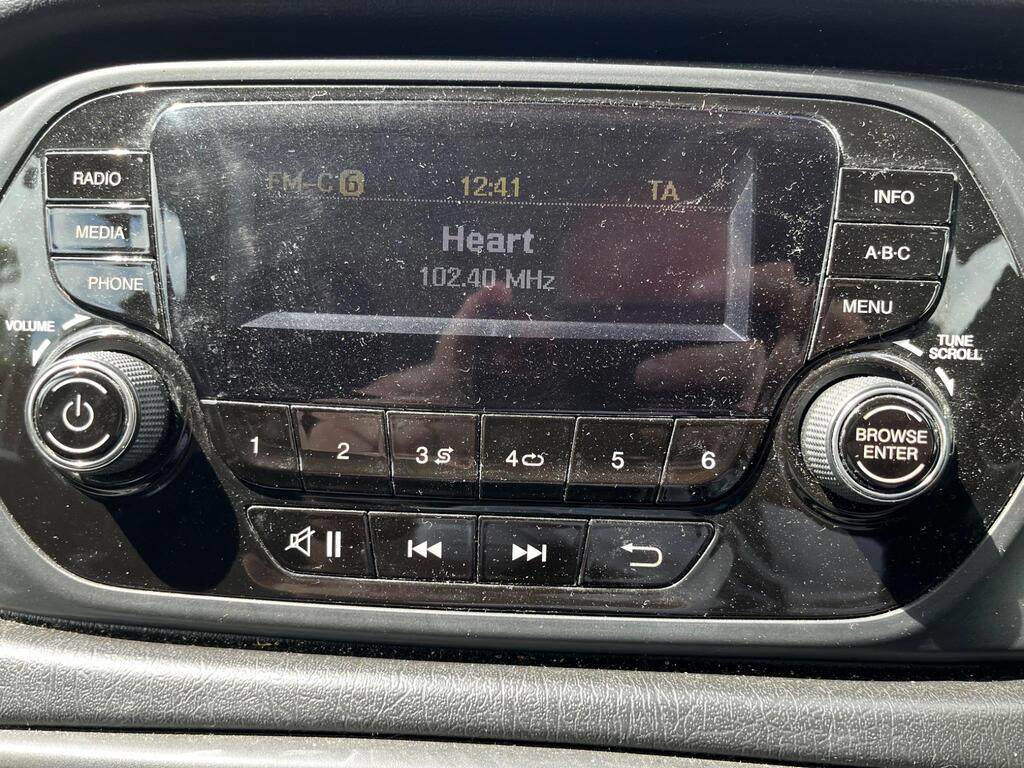 RADIO
MEDIA
PHONE
VOLUME
FM-C 6 12:41 TA
Heart
102.40 MHz
INFO
A·B·C
MENU
TUNE
SCROLL
BROWSE
ENTER
1 2 3 4 5 6